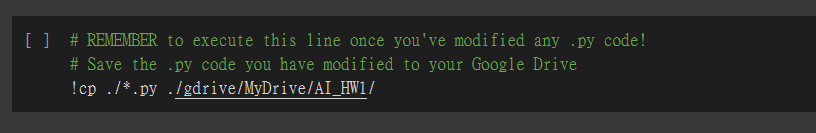 [ ] # REMEMBER to execute this line once you've modified any .py code!
# Save the .py code you have modified to your Google Drive
!cp ./*.py ./gdrive/MyDrive/AI_HW1/